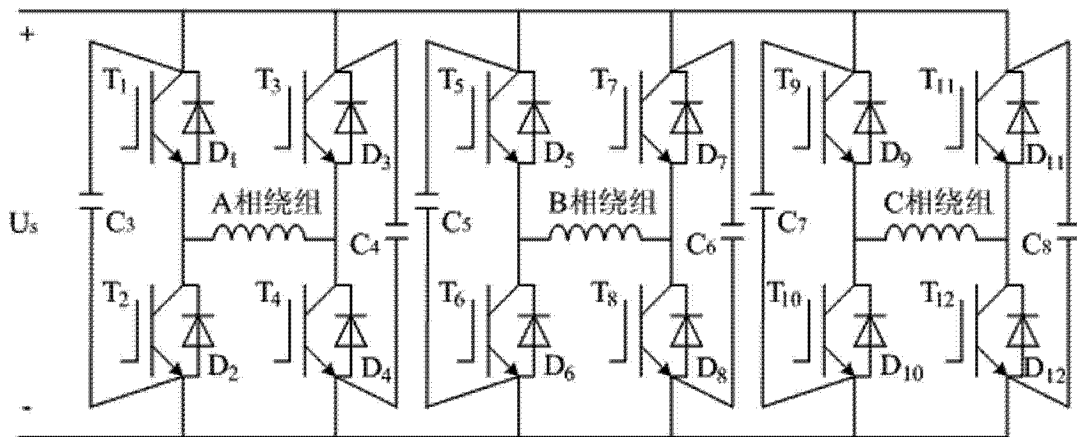 +
T1 T3 T5 T7 T9 T11
D1 D3 D5 D7 D9 D11
A相绕组 B相绕组 C相绕组
Us C3 C4 C5 C6 C7 C8
T2 T4 T6 T8 T10 T12
D2 D4 D6 D8 D10 D12
-